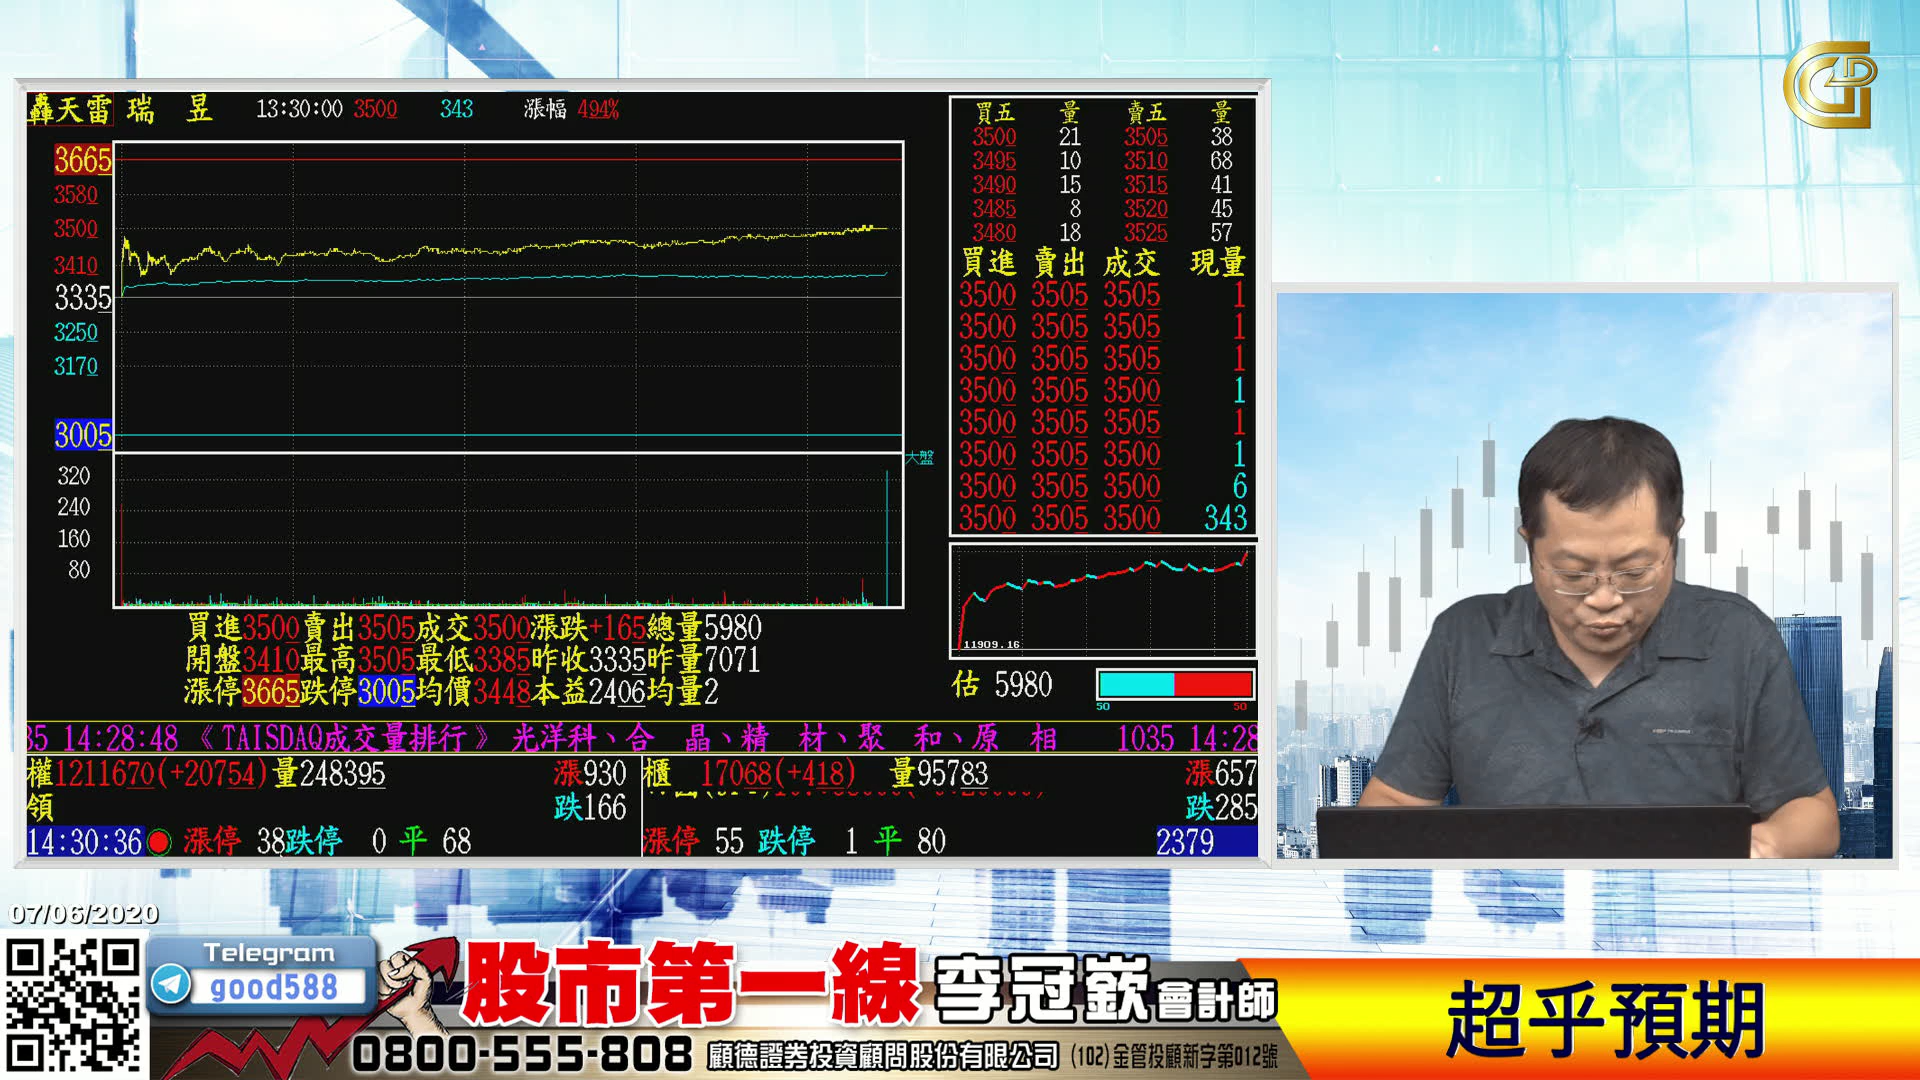 轟天雷 瑞 昱 13:30:00 3500 343 漲幅 494%
3665
3580
3500
3410
3335
3250
3170
3005
大盤
320
240
160
80
買五 量 賣五 量
3500 21 3505 38
3495 10 3510 68
3490 15 3515 41
3485 8 3520 45
3480 18 3525 57
買進 賣出 成交 現量
3500 3505 3505 1
3500 3505 3505 1
3500 3505 3505 1
3500 3505 3500 1
3500 3505 3505 1
3500 3505 3500 1
3500 3505 3500 6
3500 3505 3500 343
11909.16
估 5980
50 50
買進3500賣出3505成交3500漲跌+165總量5980
開盤3410最高3505最低3385昨收3335昨量7071
漲停3665跌停3005均價3448本益2406均量2
35 14:28:48 《TAISDAQ成交量排行》 光洋科、合 晶、精 材、聚 和、原 相 1035 14:28
權1211670(+20754)量248395 漲930 櫃 17068(+418) 量95783 漲657
領 跌166 跌285
14:30:36 漲停 38跌停 0 平 68 漲停 55 跌停 1 平 80 2379
07/06/2020
Telegram
good588
股市第一線 李冠嶔會計師
0800-555-808 顧德證券投資顧問股份有限公司 (102)金管投顧新字第012號
超乎預期